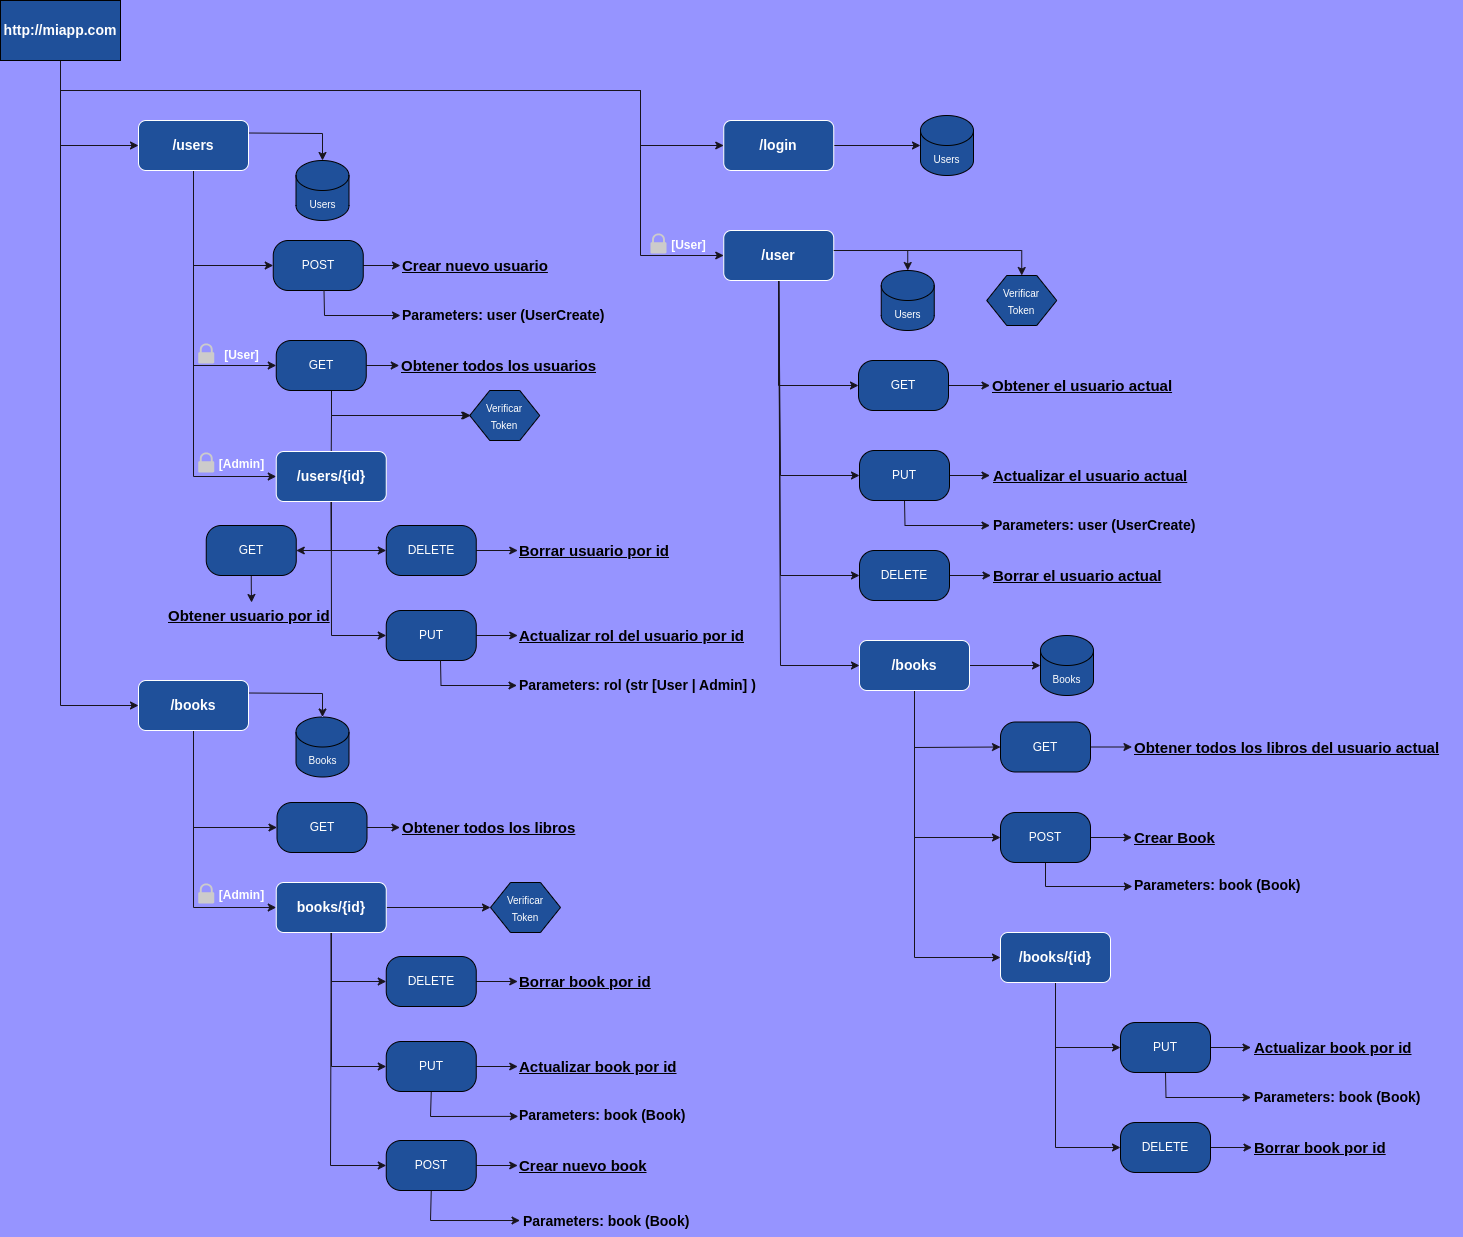 http://miapp.com
/users
Users
POST
Crear nuevo usuario
Parameters: user (UserCreate)
[User]
GET
Obtener todos los usuarios
Verificar
Token
[Admin]
/users/{id}
GET
Obtener usuario por id
DELETE
Borrar usuario por id
PUT
Actualizar rol del usuario por id
Parameters: rol (str [User | Admin] )
/books
Books
GET
Obtener todos los libros
[Admin]
books/{id}
Verificar
Token
DELETE
Borrar book por id
PUT
Actualizar book por id
Parameters: book (Book)
POST
Crear nuevo book
Parameters: book (Book)
/login
Users
[User]
/user
Users
Verificar
Token
GET
Obtener el usuario actual
PUT
Actualizar el usuario actual
Parameters: user (UserCreate)
DELETE
Borrar el usuario actual
/books
Books
GET
Obtener todos los libros del usuario actual
POST
Crear Book
Parameters: book (Book)
/books/{id}
PUT
Actualizar book por id
Parameters: book (Book)
DELETE
Borrar book por id